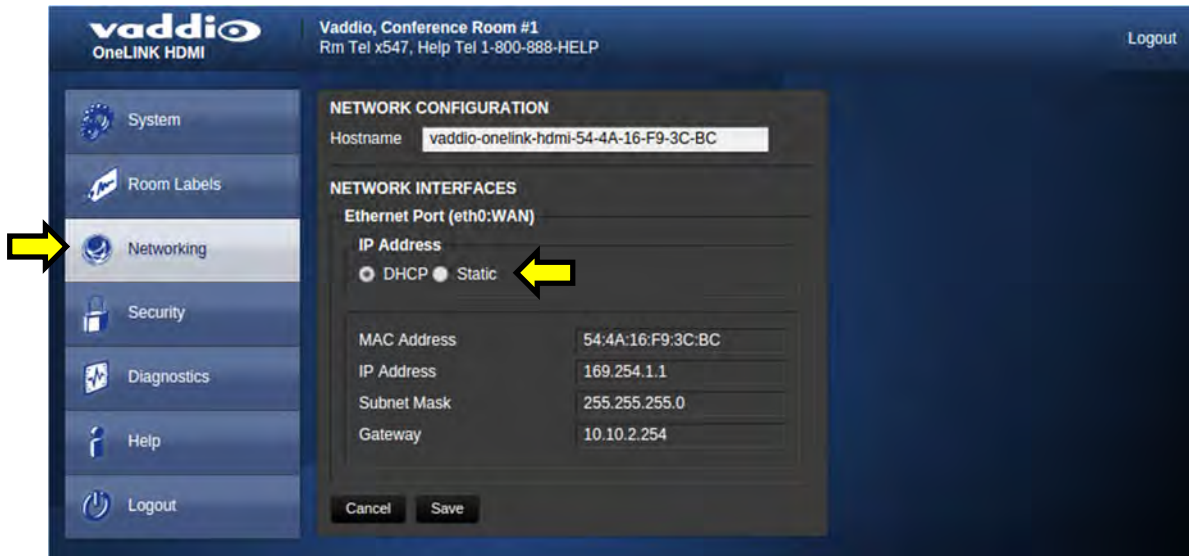 vaddio
OneLINK HDMI
Vaddio, Conference Room #1
Rm Tel x547, Help Tel 1-800-888-HELP
Logout
System
Room Labels
Networking
Security
Diagnostics
Help
Logout
NETWORK CONFIGURATION
Hostname vaddio-onelink-hdmi-54-4A-16-F9-3C-BC
NETWORK INTERFACES
Ethernet Port (eth0:WAN)
IP Address
DHCP Static
MAC Address 54:4A:16:F9:3C:BC
IP Address 169.254.1.1
Subnet Mask 255.255.255.0
Gateway 10.10.2.254
Cancel Save